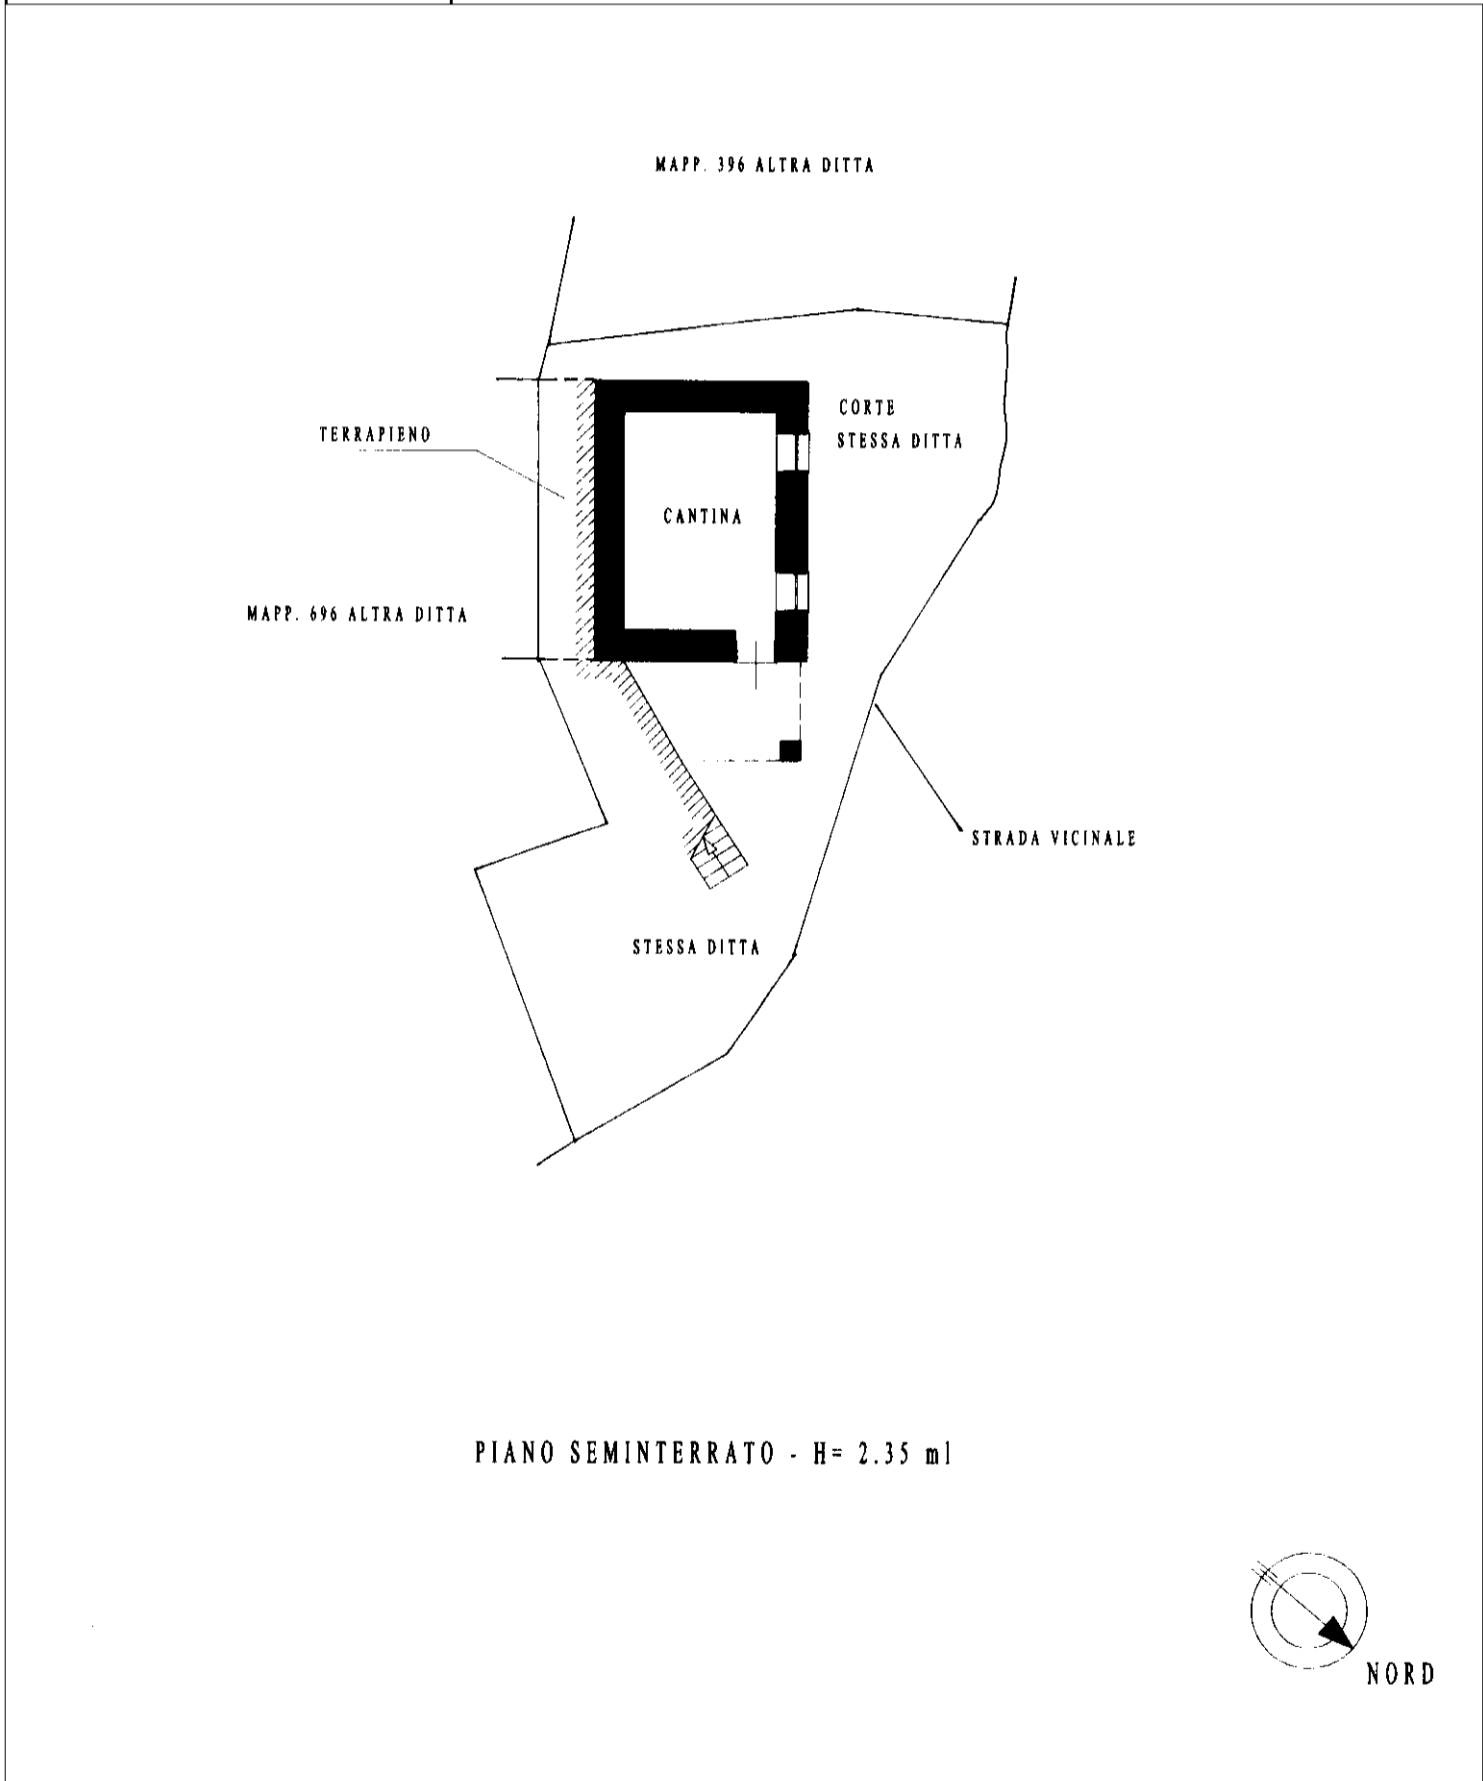 MAPP. 396 ALTRA DITTA
CORTE
STESSA DITTA
TERRAPIENO
CANTINA
MAPP. 696 ALTRA DITTA
STRADA VICINALE
STESSA DITTA
PIANO SEMINTERRATO - H= 2.35 ml
NORD